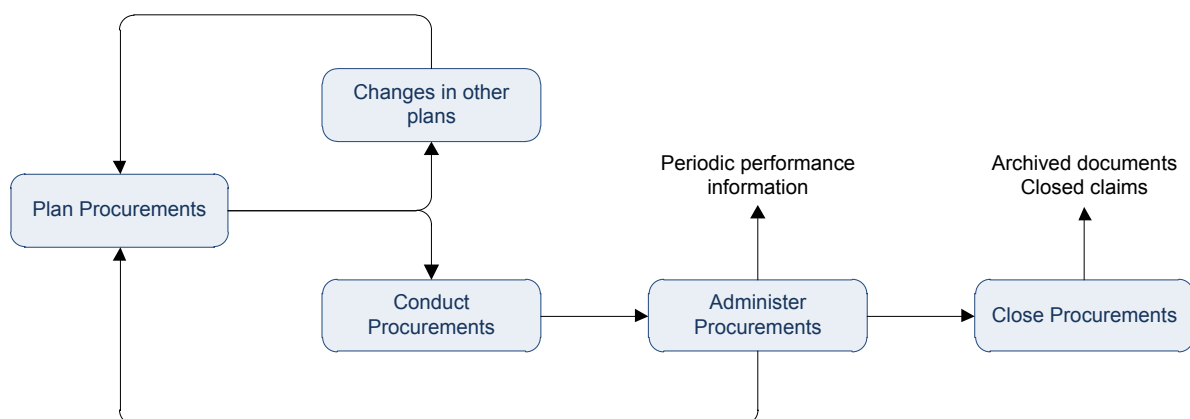 Changes in other
plans
Periodic performance
information
Archived documents
Closed claims
Plan Procurements
Conduct
Procurements
Administer
Procurements
Close Procurements